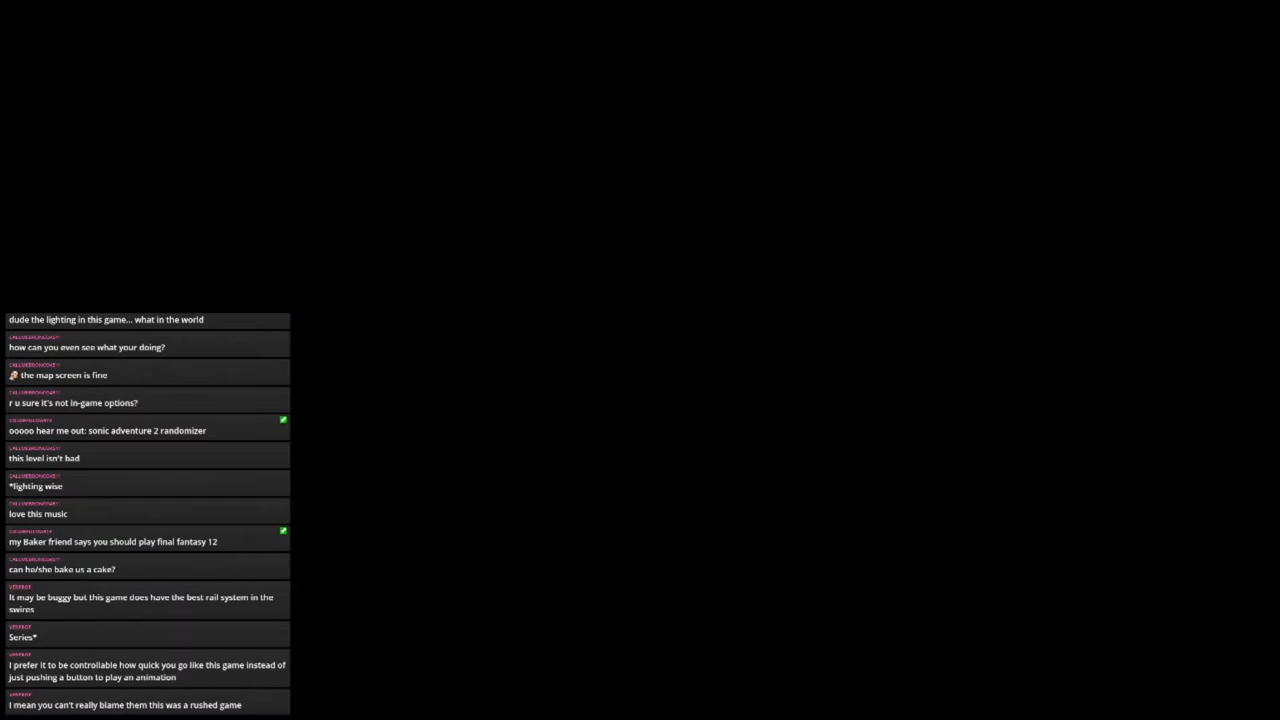 dude the lighting in this game... what in the world
how can you even see what your doing?
the map screen is fine
r u sure it's not in-game options?
ooooo hear me out: sonic adventure 2 randomizer
this level isn't bad
*lighting wise
love this music
my Baker friend says you should play final fantasy 12
can he/she bake us a cake?
VERPROF
It may be buggy but this game does have the best rail system in the
swires
VERPROF
Series*
VERPROF
I prefer it to be controllable how quick you go like this game instead of
just pushing a button to play an animation
VERPROF
I mean you can't really blame them this was a rushed game